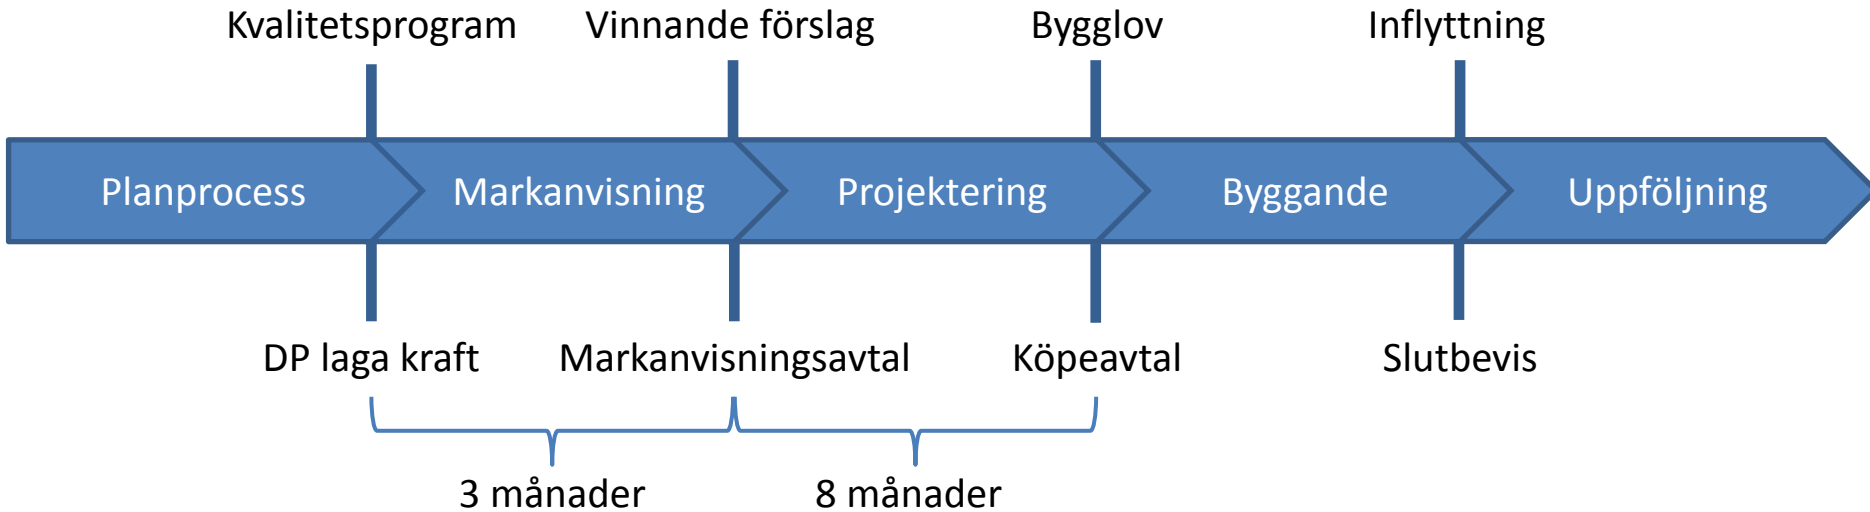 Kvalitetsprogram
Vinnande förslag
Bygglov
Inflyttning
Planprocess
Markanvisning
Projektering
Byggande
Uppföljning
DP laga kraft
Markanvisningsavtal
Köpeavtal
Slutbevis
3 månader
8 månader